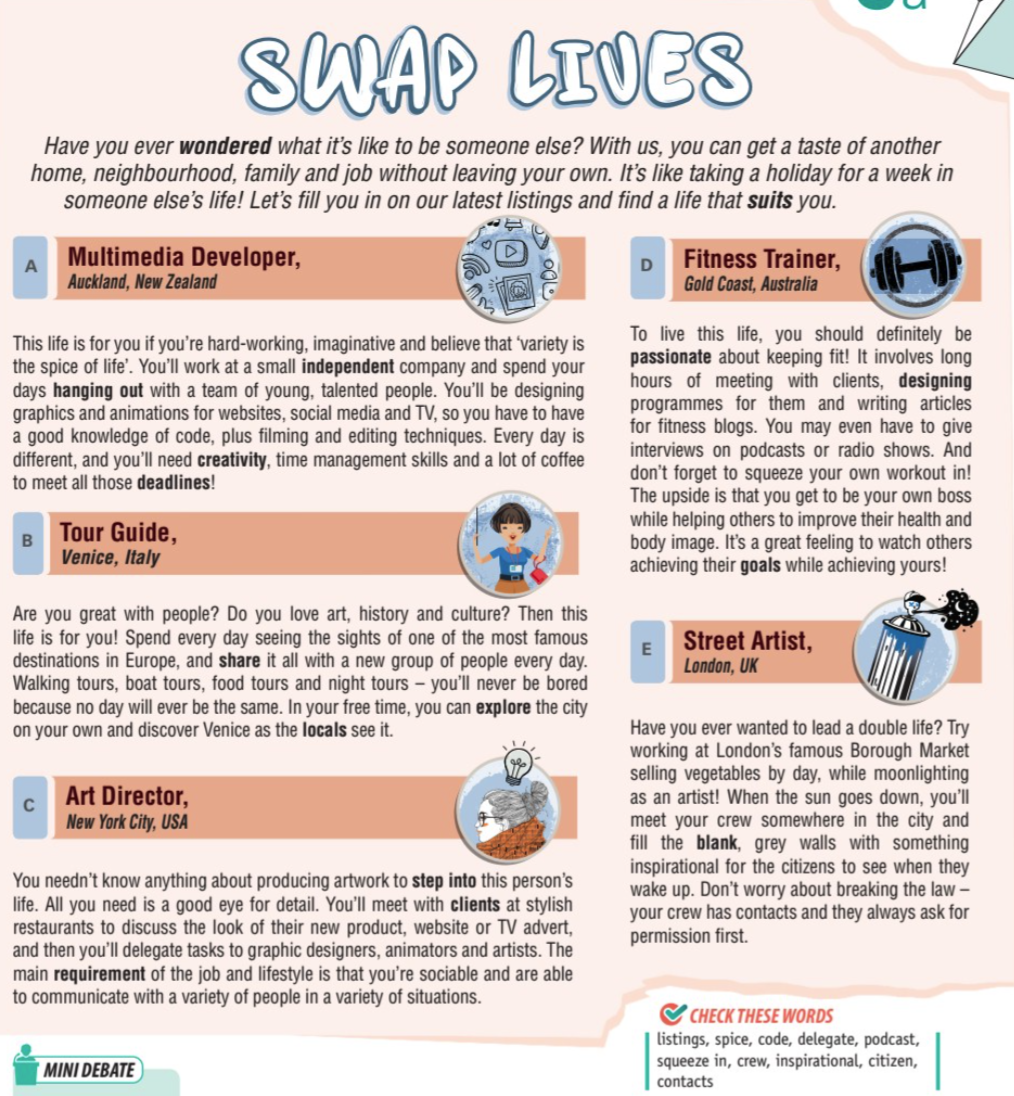 SWAP LIVES
Have you ever wondered what it's like to be someone else? With us, you can get a taste of another
home, neighbourhood, family and job without leaving your own. It's like taking a holiday for a week in
someone else's life! Let's fill you in on our latest listings and find a life that suits you.
A
Multimedia Developer,
Auckland, New Zealand
This life is for you if you're hard-working, imaginative and believe that 'variety is
the spice of life'. You'll work at a small independent company and spend your
days hanging out with a team of young, talented people. You'll be designing
graphics and animations for websites, social media and TV, so you have to have
a good knowledge of code, plus filming and editing techniques. Every day is
different, and you'll need creativity, time management skills and a lot of coffee
to meet all those deadlines!
B
Tour Guide,
Venice, Italy
Are you great with people? Do you love art, history and culture? Then this
life is for you! Spend every day seeing the sights of one of the most famous
destinations in Europe, and share it all with a new group of people every day.
Walking tours, boat tours, food tours and night tours – you'll never be bored
because no day will ever be the same. In your free time, you can explore the city
on your own and discover Venice as the locals see it.
C
Art Director,
New York City, USA
You needn't know anything about producing artwork to step into this person's
life. All you need is a good eye for detail. You'll meet with clients at stylish
restaurants to discuss the look of their new product, website or TV advert,
and then you'll delegate tasks to graphic designers, animators and artists. The
main requirement of the job and lifestyle is that you're sociable and are able
to communicate with a variety of people in a variety of situations.
D
Fitness Trainer,
Gold Coast, Australia
To live this life, you should definitely be
passionate about keeping fit! It involves long
hours of meeting with clients, designing
programmes for them and writing articles
for fitness blogs. You may even have to give
interviews on podcasts or radio shows. And
don't forget to squeeze your own workout in!
The upside is that you get to be your own boss
while helping others to improve their health and
body image. It's a great feeling to watch others
achieving their goals while achieving yours!
E
Street Artist,
London, UK
Have you ever wanted to lead a double life? Try
working at London's famous Borough Market
selling vegetables by day, while moonlighting
as an artist! When the sun goes down, you'll
meet your crew somewhere in the city and
fill the blank, grey walls with something
inspirational for the citizens to see when they
wake up. Don't worry about breaking the law –
your crew has contacts and they always ask for
permission first.
CHECK THESE WORDS
listings, spice, code, delegate, podcast,
squeeze in, crew, inspirational, citizen,
contacts
MINI DEBATE